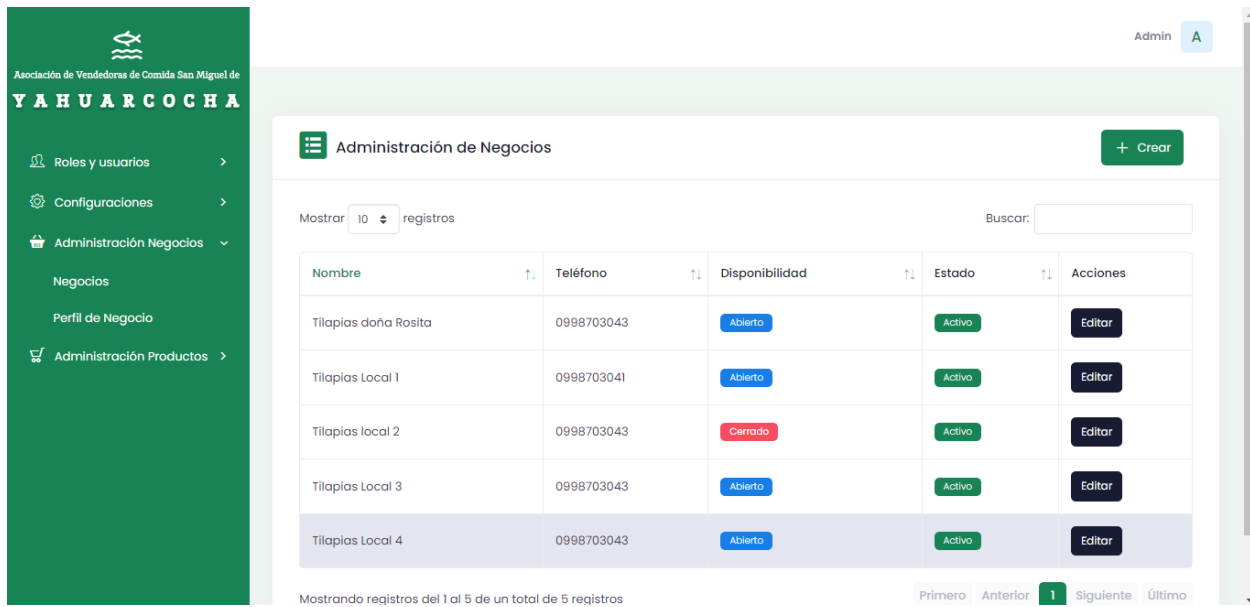 Asociación de Vendedoras de Comida San Miguel de
YAHUARCOCHA
Roles y usuarios
Configuraciones
Administración Negocios
Negocios
Perfil de Negocio
Administración Productos
Admin A
Administración de Negocios
+ Crear
Mostrar 10 registros
Buscar:
Nombre Teléfono Disponibilidad Estado Acciones
Tilapias doña Rosita 0998703043 Abierto Activo Editar
Tilapias Local 1 0998703041 Abierto Activo Editar
Tilapias local 2 0998703043 Cerrado Activo Editar
Tilapias Local 3 0998703043 Abierto Activo Editar
Tilapias Local 4 0998703043 Abierto Activo Editar
Mostrando registros del 1 al 5 de un total de 5 registros
Primero Anterior 1 Siguiente Último